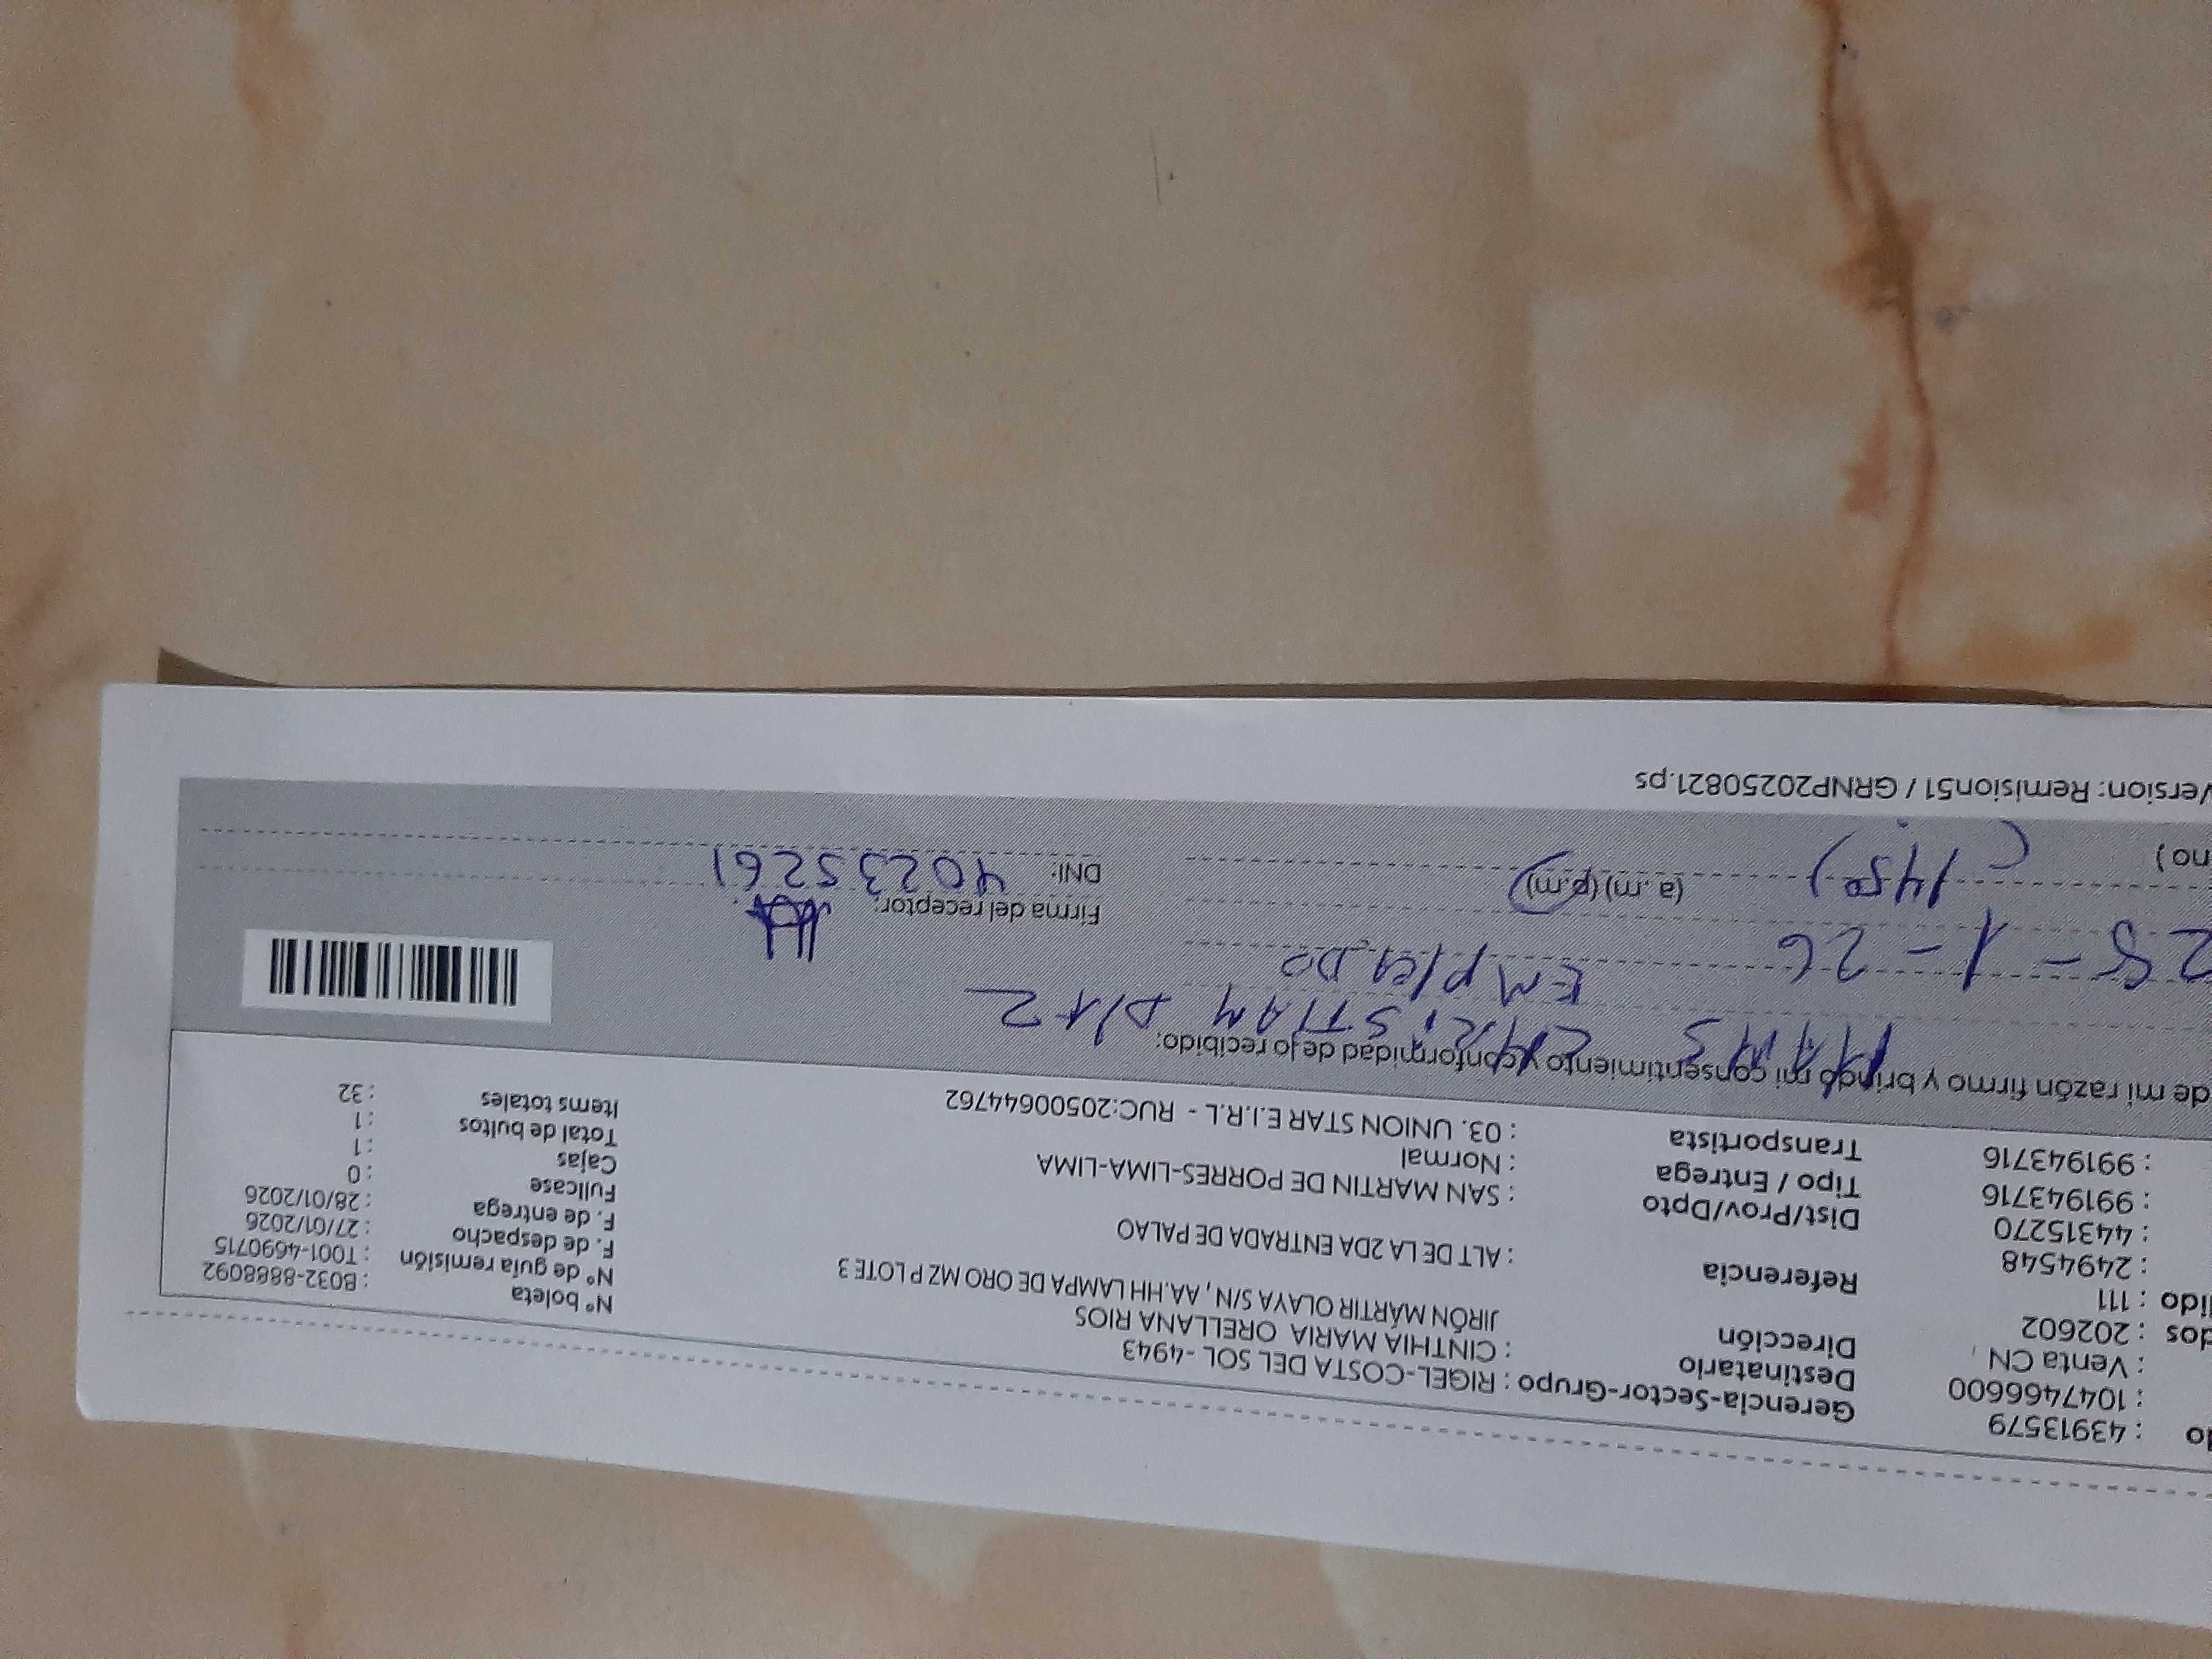 do : 43913579
: 1047466600
: Venta CN
dos : 202602
dido : 111
: 2494548
: 44315270
: 991943716
: 991943716
Gerencia-Sector-Grupo : RIGEL-COSTA DEL SOL -4943
Destinatario : CINTHIA MARIA ORELLANA RIOS
Dirección JIRÓN MÁRTIR OLAYA S/N, AA.HH LAMPA DE ORO MZ P LOTE 3
Referencia : ALT DE LA 2DA ENTRADA DE PALAO
Dist/Prov/Dpto : SAN MARTIN DE PORRES-LIMA-LIMA
Tipo / Entrega : Normal
Transportista : 03. UNION STAR E.I.R.L - RUC:20500644762
N° boleta : B032-8888092
N° de guía remisión : T001-4690715
F. de despacho : 27/01/2026
F. de entrega : 28/01/2026
Fullcase : 0
Cajas : 1
Total de bultos : 1
Items totales : 32
de mi razón firmo y brindo mi consentimiento y conformidad de lo recibido:
28 - 1 - 26
(a.m) (p.m)
no)
Firma del receptor:
DNI: 40235261
Version: Remision51 / GRNP20250821.ps